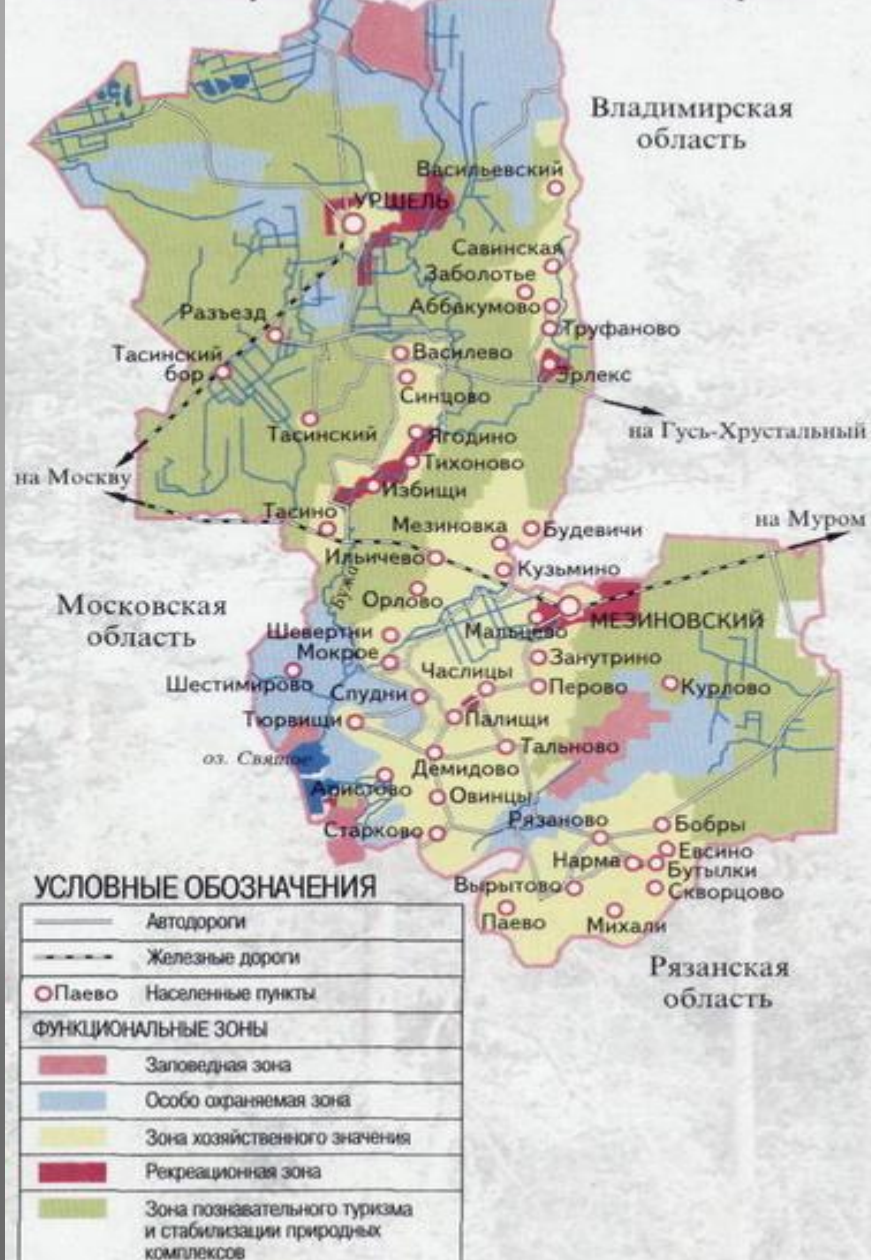 Владимирская
область
Васильевский
УРШЕЛЬ
Савинская
Заболотье
Аббакумово
Разъезд
Труфаново
Тасинский
бор
Василево
Эрлекс
Синцово
на Гусь-Хрустальный
Тасинский
Ягодино
Тихоново
на Москву
Избищи
Тасино
Мезиновка
Будевичи
на Муром
Ильичево
Кузьмино
Бужа
Орлово
Московская
область
Шевертни
Мальцево
МЕЗИНОВСКИЙ
Мокрое
Занутрино
Часлицы
Шестимирово
Спудни
Перово
Курлово
Тюрвищи
Палищи
оз. Святое
Тальново
Демидово
Аристово
Овинцы
Старково
Рязаново
Бобры
Евсино
Нарма
Бутылки
Вырытово
Скворцово
Паево
Михали
Рязанская
область
УСЛОВНЫЕ ОБОЗНАЧЕНИЯ
Автодороги
Железные дороги
Паево Населенные пункты
ФУНКЦИОНАЛЬНЫЕ ЗОНЫ
Заповедная зона
Особо охраняемая зона
Зона хозяйственного значения
Рекреационная зона
Зона познавательного туризма
и стабилизации природных
комплексов